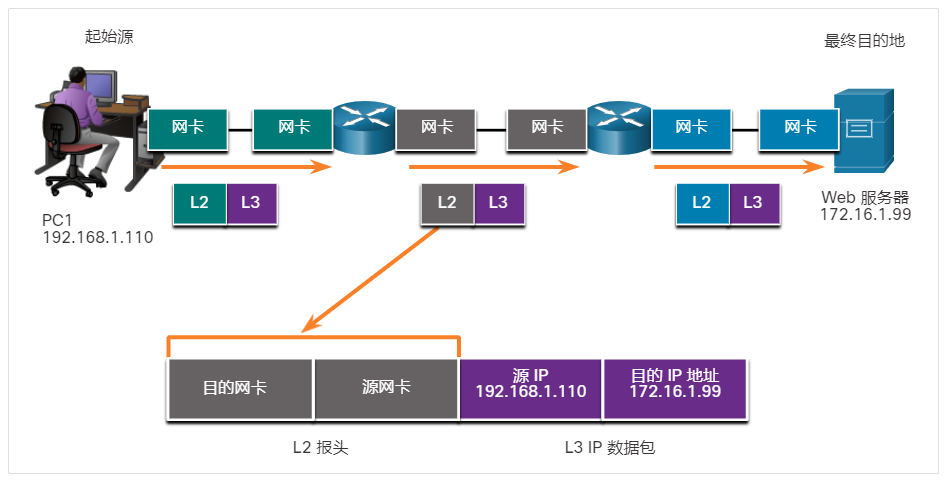 起始源
最终目的地
网卡
网卡
网卡
网卡
网卡
网卡
L2
L3
L2
L3
L2
L3
PC1
192.168.1.110
Web 服务器
172.16.1.99
目的网卡
源网卡
源 IP
192.168.1.110
目的 IP 地址
172.16.1.99
L2 报头
L3 IP 数据包